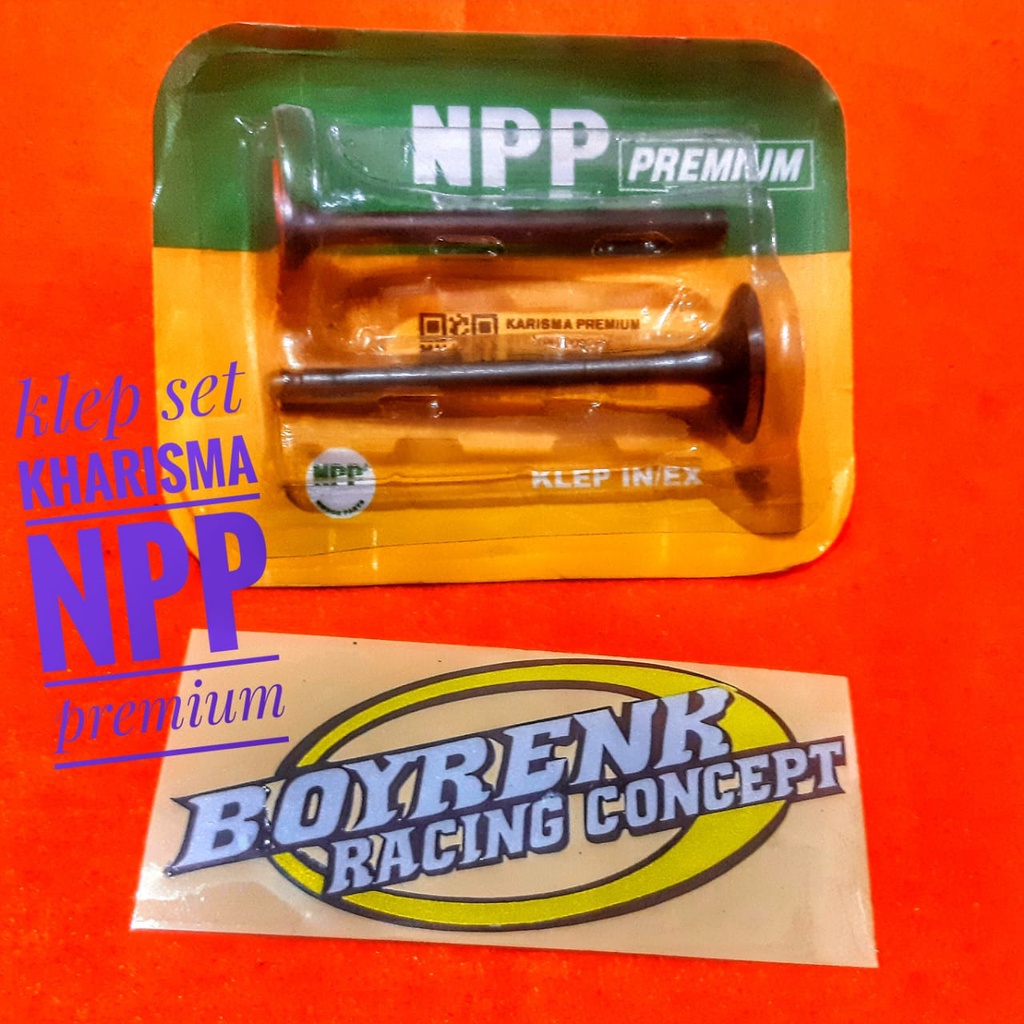 NPP PREMIUM
KARISMA PREMIUM
NPP
KLEP IN/EX
klep set
KHARISMA
NPP
premium
BOYRENK
RACING CONCEPT